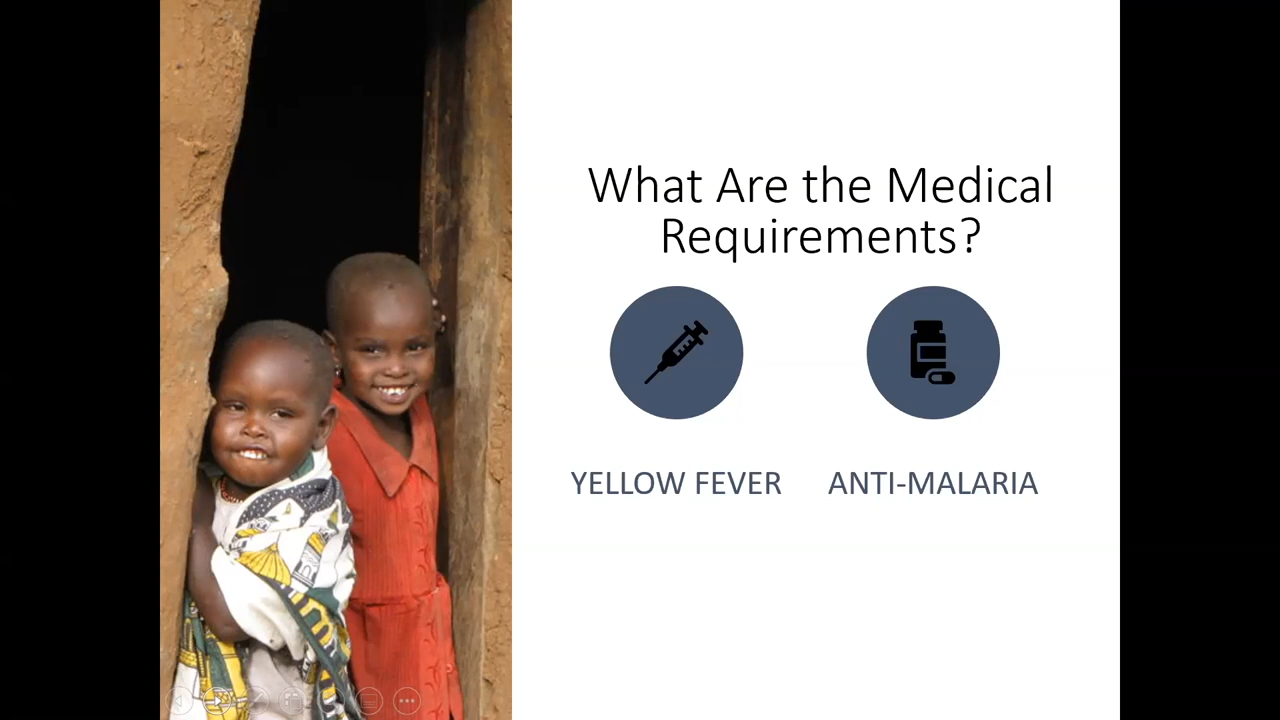 What Are the Medical
Requirements?
YELLOW FEVER
ANTI-MALARIA